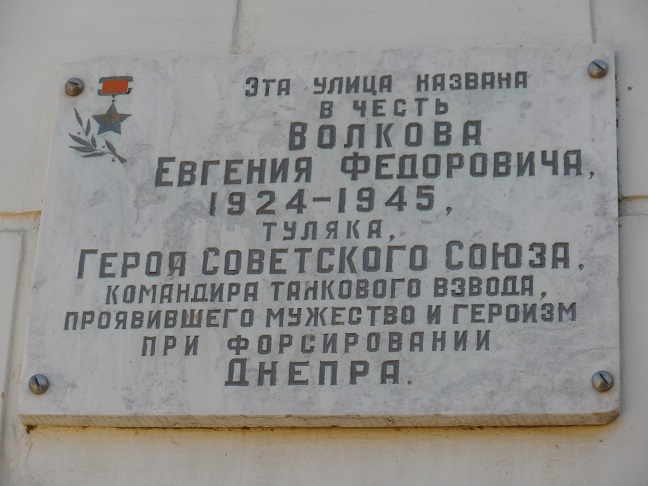 Эта улица названа
в честь
Волкова
Евгения Федоровича,
1924-1945,
туляка,
Героя Советского Союза,
командира танкового взвода,
проявившего мужество и героизм
при форсировании
Днепра.